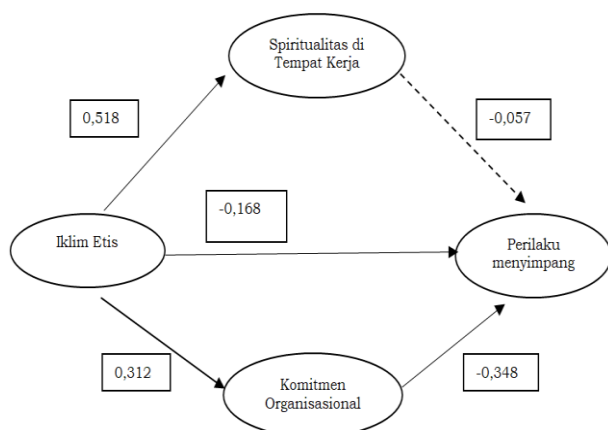 Spiritualitas di
Tempat Kerja
0,518
-0,057
-0,168
Iklim Etis
Perilaku
menyimpang
0,312
Komitmen
Organisasional
-0,348